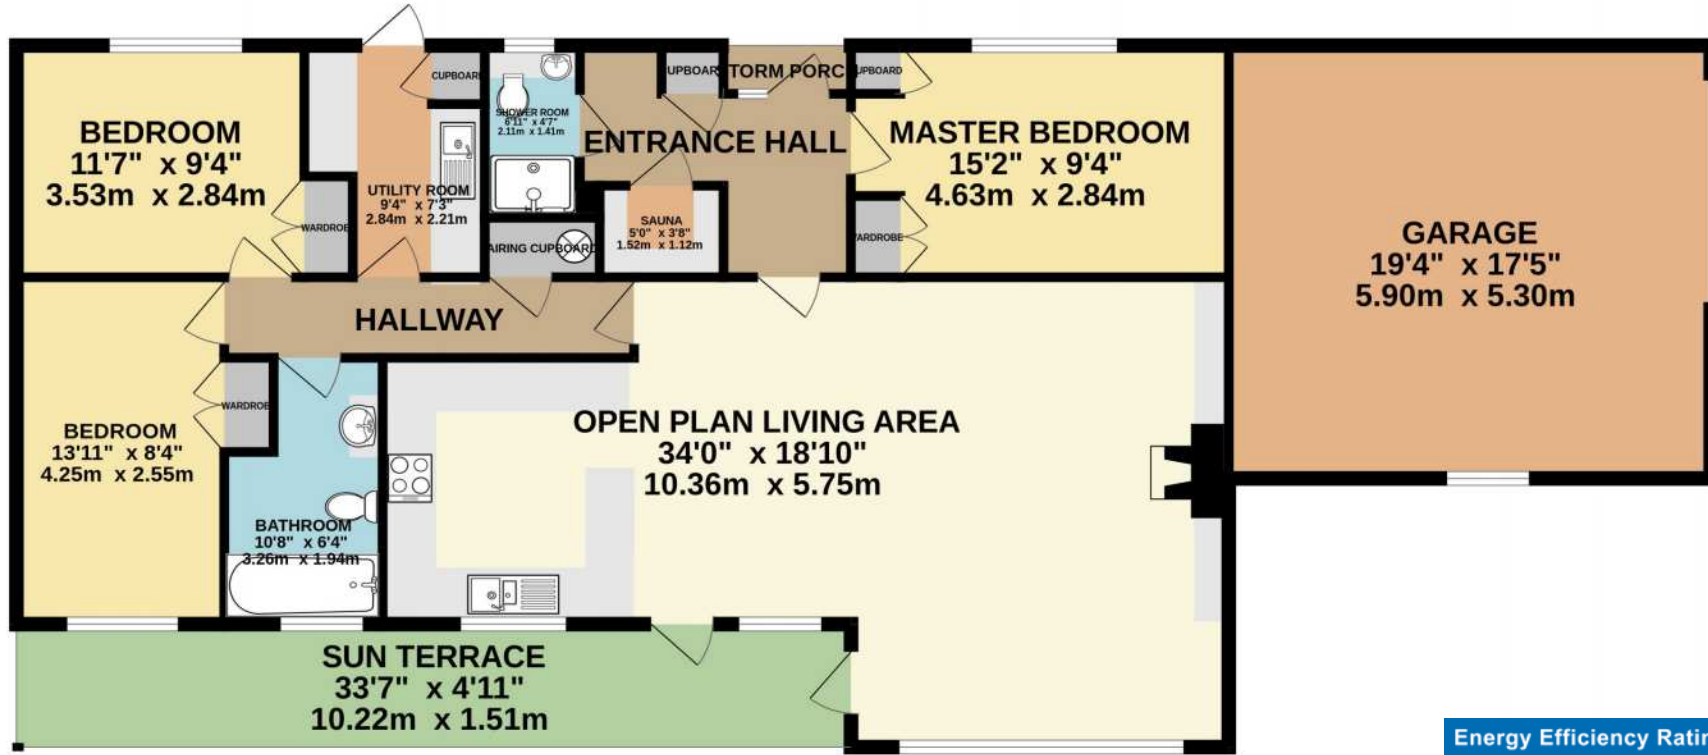 BEDROOM
11'7" x 9'4"
3.53m x 2.84m
WARDROBE
UTILITY ROOM
9'4" x 7'3"
2.84m x 2.21m
CUPBOARD
SHOWER ROOM
6'11" x 4'7"
2.11m x 1.41m
AIRING CUPBOARD
UPBOAR
TORM PORC
ENTRANCE HALL
SAUNA
5'0" x 3'8"
1.52m x 1.12m
UPBOARD
MASTER BEDROOM
15'2" x 9'4"
4.63m x 2.84m
WARDROBE
GARAGE
19'4" x 17'5"
5.90m x 5.30m
HALLWAY
BEDROOM
13'11" x 8'4"
4.25m x 2.55m
WARDROBE
BATHROOM
10'8" x 6'4"
3.26m x 1.94m
OPEN PLAN LIVING AREA
34'0" x 18'10"
10.36m x 5.75m
SUN TERRACE
33'7" x 4'11"
10.22m x 1.51m
Energy Efficiency Ratin